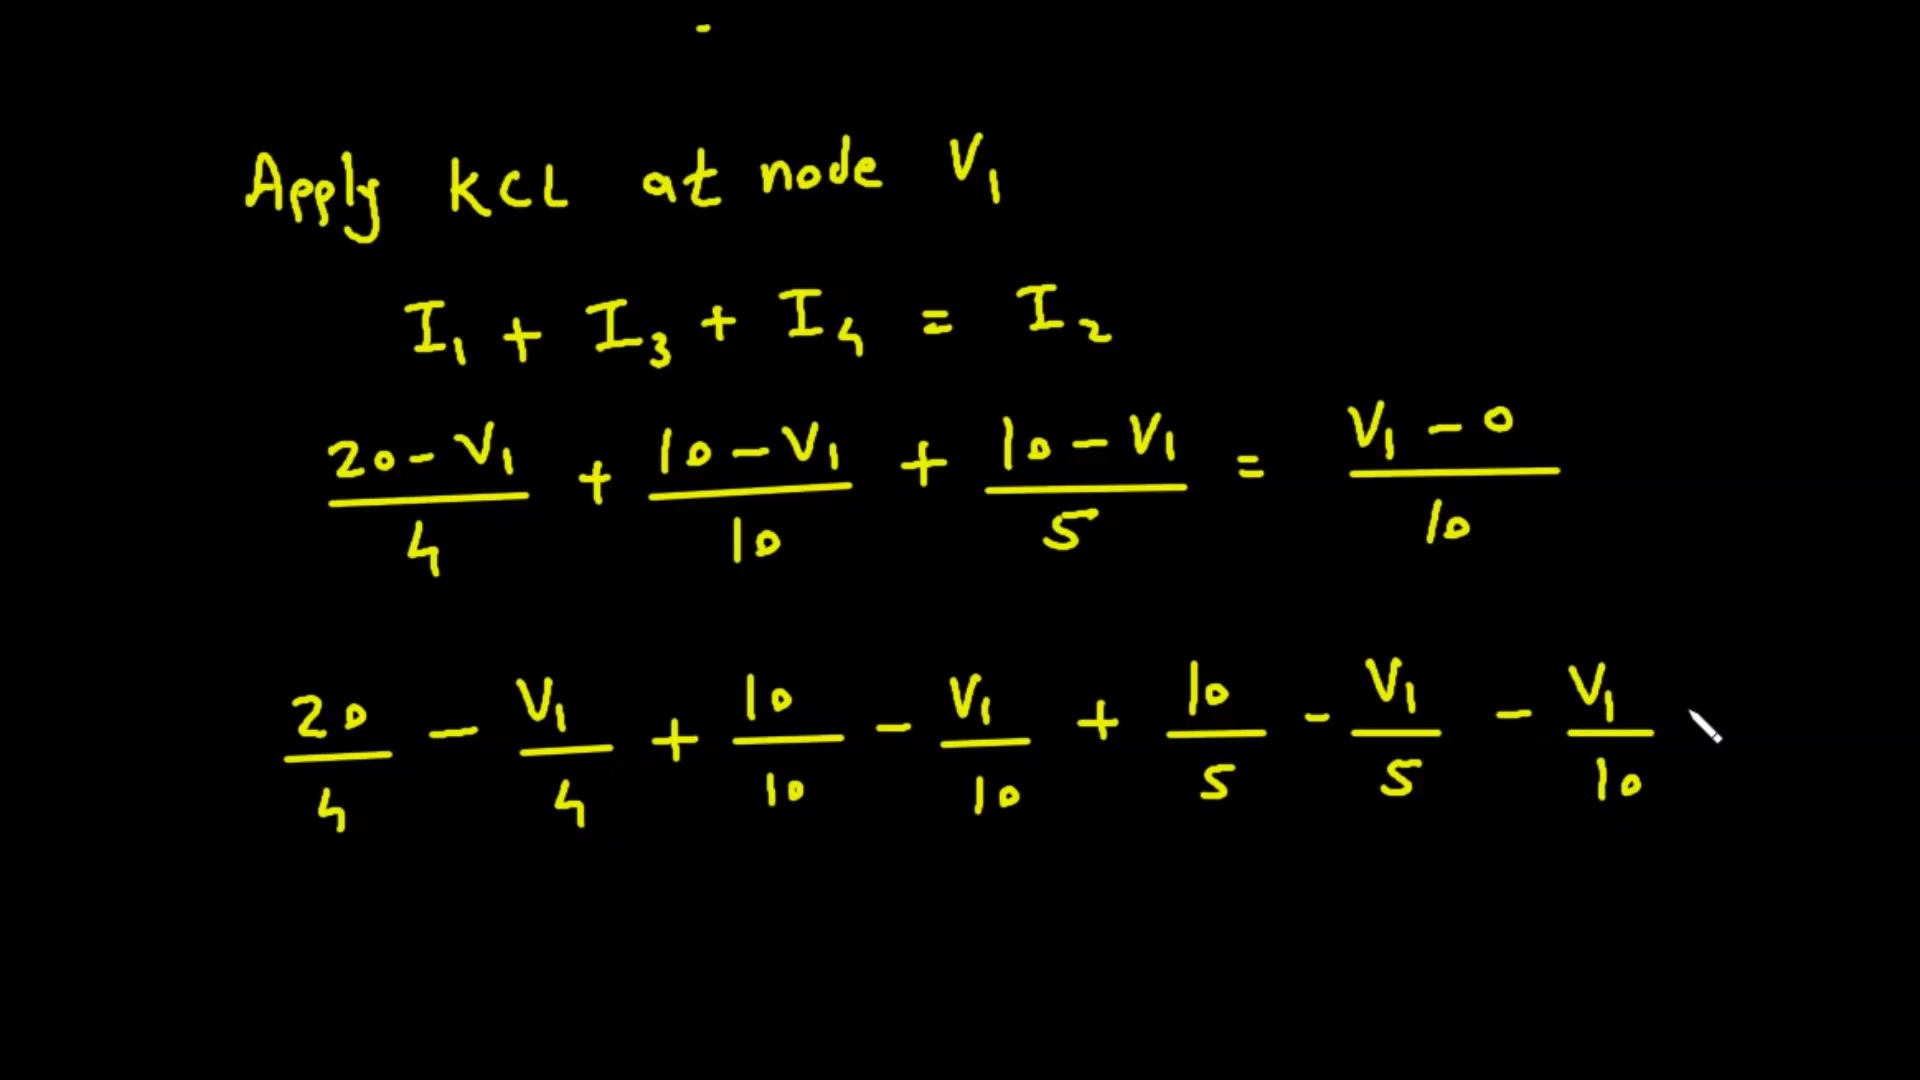 Apply KCL at node V₁
I₁ + I₃ + I₄ = I₂
(20 - V₁)/4 + (10 - V₁)/10 + (10 - V₁)/5 = (V₁ - 0)/10
20/4 - V₁/4 + 10/10 - V₁/10 + 10/5 - V₁/5 - V₁/10